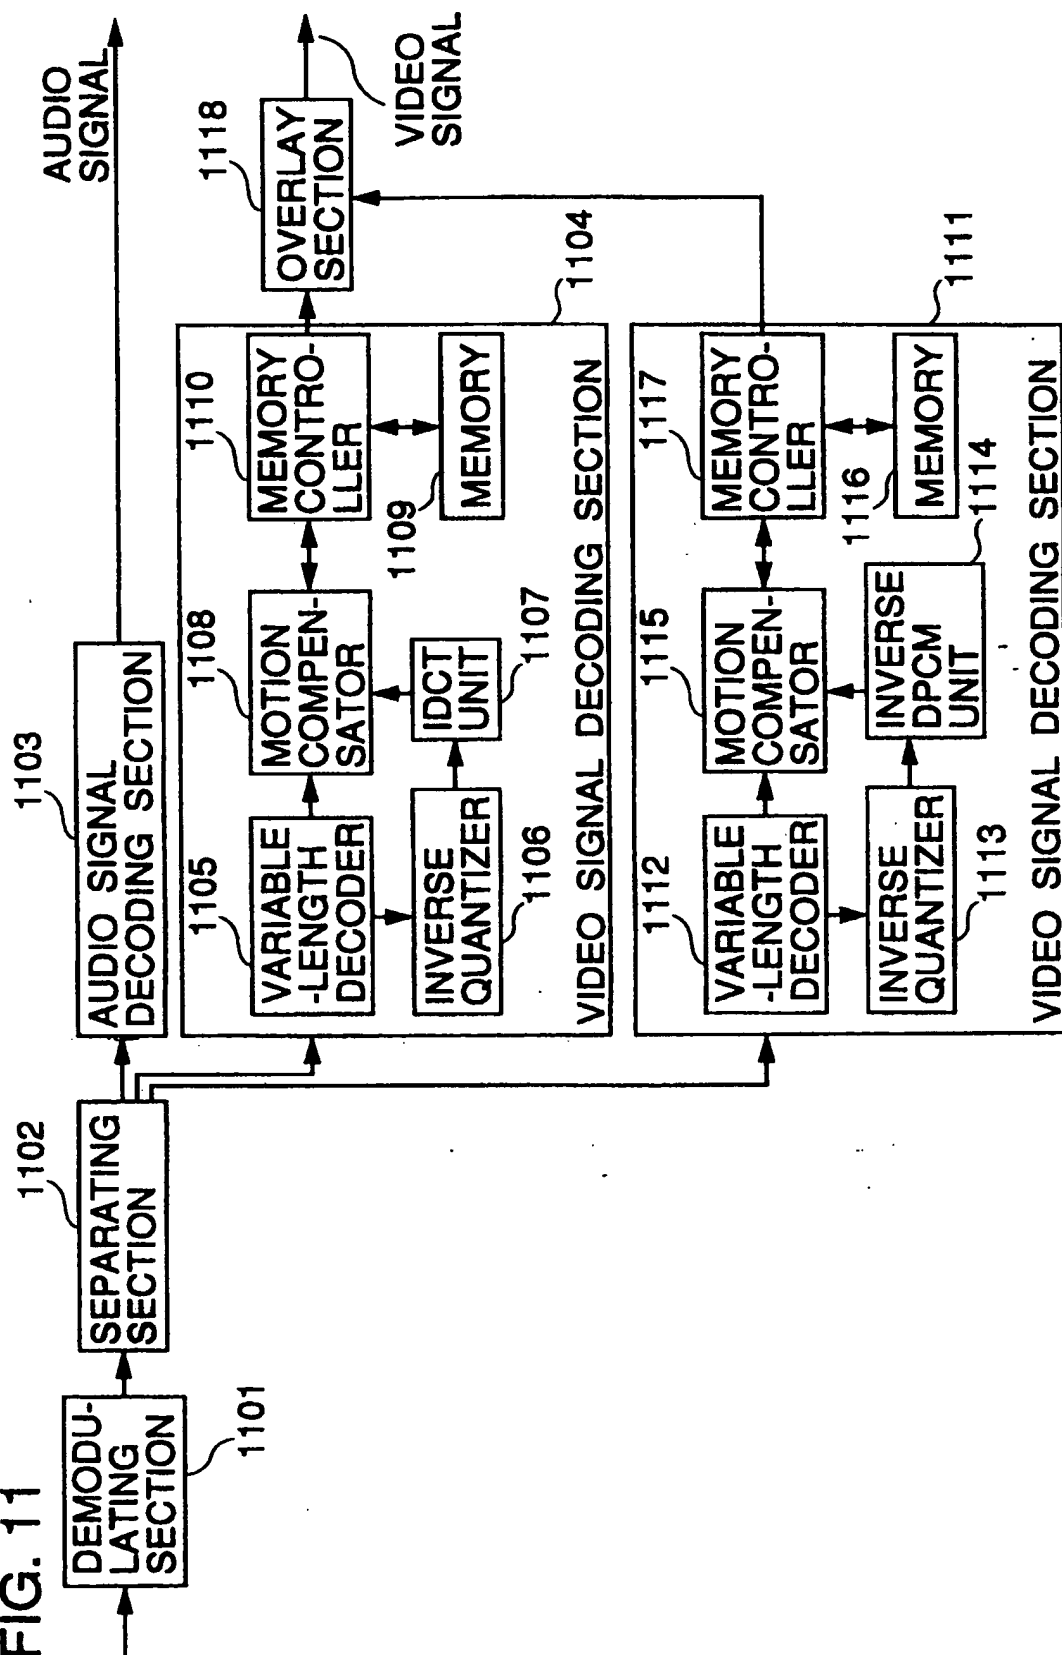 FIG. 11
DEMODU-
LATING
SECTION
1101
1102
SEPARATING
SECTION
1103
AUDIO SIGNAL
DECODING SECTION
AUDIO
SIGNAL
1105
VARIABLE
-LENGTH
DECODER
INVERSE
QUANTIZER
1106
1108
MOTION
COMPEN-
SATOR
IDCT
UNIT
1107
1110
MEMORY
CONTRO-
LLER
1109
MEMORY
VIDEO SIGNAL DECODING SECTION
1104
1118
OVERLAY
SECTION
VIDEO
SIGNAL
1112
VARIABLE
-LENGTH
DECODER
INVERSE
QUANTIZER
1113
1115
MOTION
COMPEN-
SATOR
INVERSE
DPCM
UNIT
1114
1117
MEMORY
CONTRO-
LLER
1116
MEMORY
VIDEO SIGNAL DECODING SECTION
1111